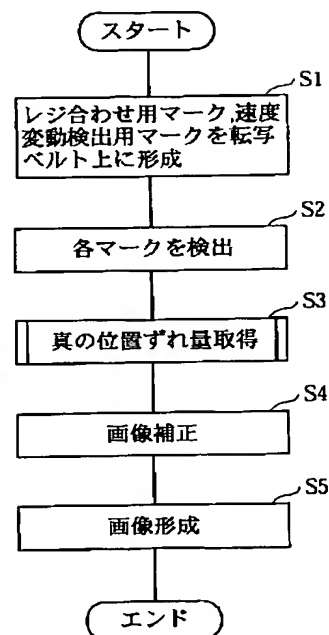 スタート
S1
レジ合わせ用マーク,速度
変動検出用マークを転写
ベルト上に形成
S2
各マークを検出
S3
真の位置ずれ量取得
S4
画像補正
S5
画像形成
エンド